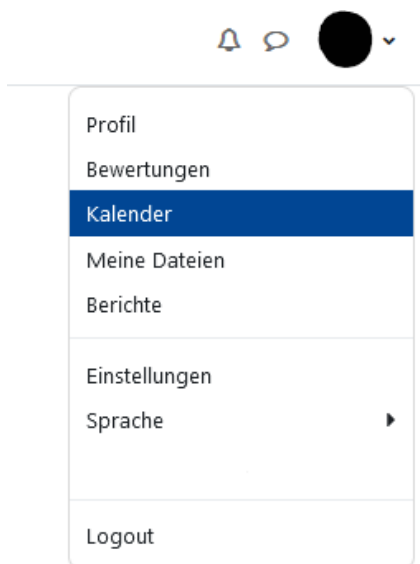 Profil
Bewertungen
Kalender
Meine Dateien
Berichte
Einstellungen
Sprache
Logout